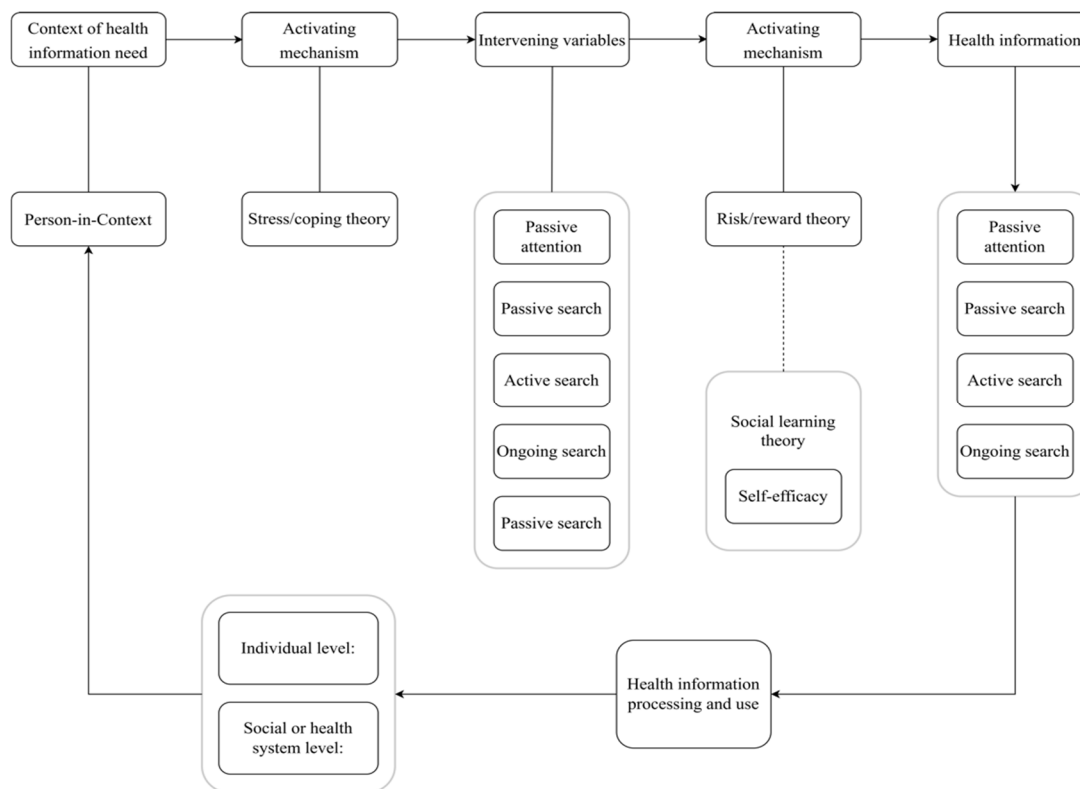 Context of health
information need
Activating
mechanism
Intervening variables
Activating
mechanism
Health information
Person-in-Context
Stress/coping theory
Passive
attention
Passive search
Active search
Ongoing search
Passive search
Risk/reward theory
Social learning
theory
Self-efficacy
Passive
attention
Passive search
Active search
Ongoing search
Individual level:
Social or health
system level:
Health information
processing and use